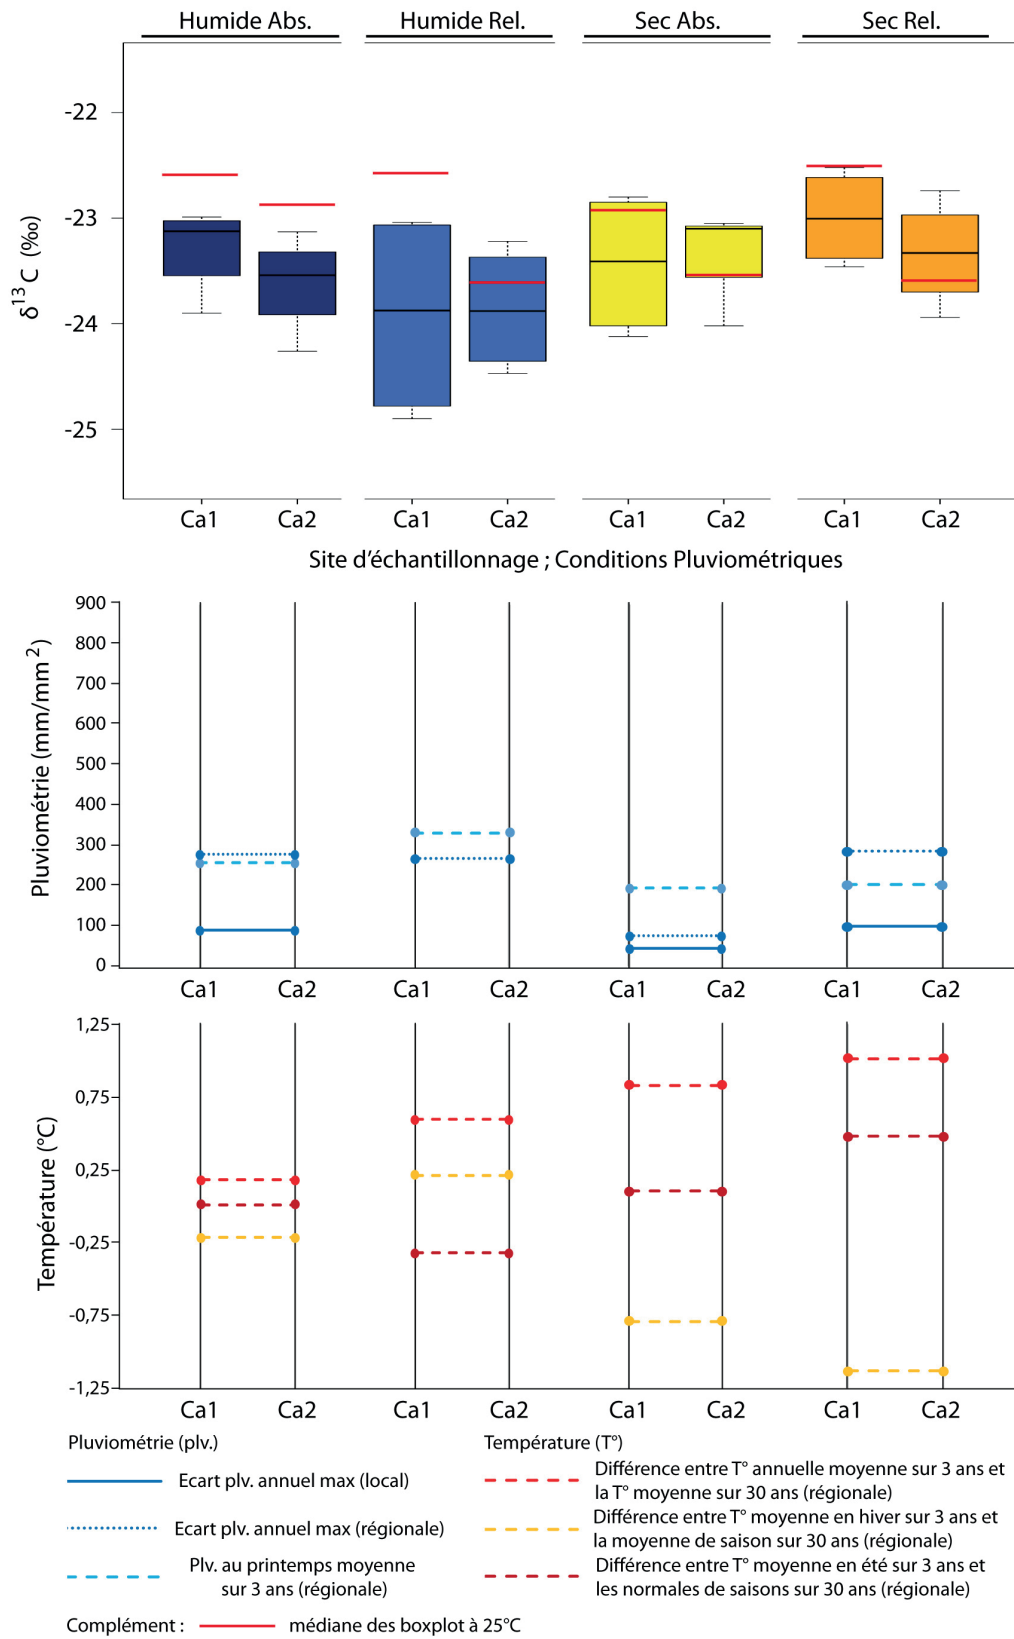 Humide Abs. Humide Rel. Sec Abs. Sec Rel.
-22
-23
-24
-25
δ13 C (‰)
Ca1 Ca2 Ca1 Ca2 Ca1 Ca2 Ca1 Ca2
Site d'échantillonnage ; Conditions Pluviométriques
900
800
700
600
500
400
300
200
100
0
Pluviométrie (mm/mm 2)
Ca1 Ca2 Ca1 Ca2 Ca1 Ca2 Ca1 Ca2
1,25
0,75
0,25
-0,25
-0,75
-1,25
Température (°C)
Ca1 Ca2 Ca1 Ca2 Ca1 Ca2 Ca1 Ca2
Pluviométrie (plv.)
Ecart plv. annuel max (local)
Ecart plv. annuel max (régionale)
Plv. au printemps moyenne
sur 3 ans (régionale)
Température (T°)
Différence entre T° annuelle moyenne sur 3 ans et
la T° moyenne sur 30 ans (régionale)
Différence entre T° moyenne en hiver sur 3 ans et
la moyenne de saison sur 30 ans (régionale)
Différence entre T° moyenne en été sur 3 ans et
les normales de saisons sur 30 ans (régionale)
Complément : médiane des boxplot à 25°C